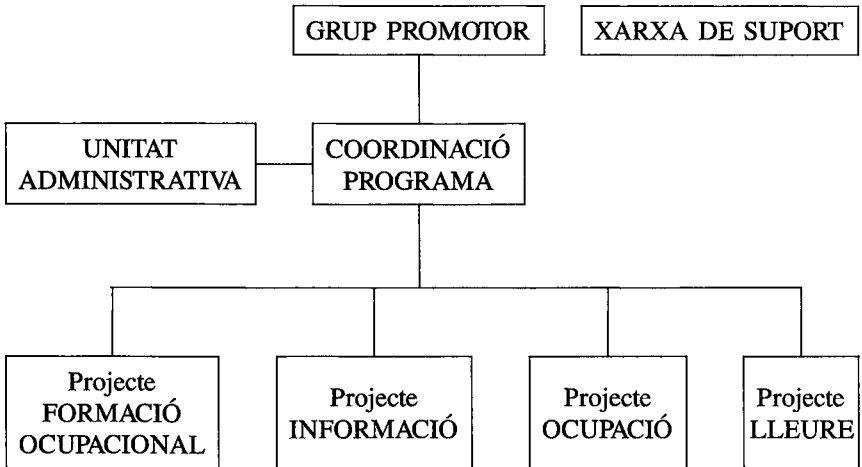 GRUP PROMOTOR
XARXA DE SUPORT
UNITAT
ADMINISTRATIVA
COORDINACIÓ
PROGRAMA
Projecte
FORMACIÓ
OCUPACIONAL
Projecte
INFORMACIÓ
Projecte
OCUPACIÓ
Projecte
LLEURE